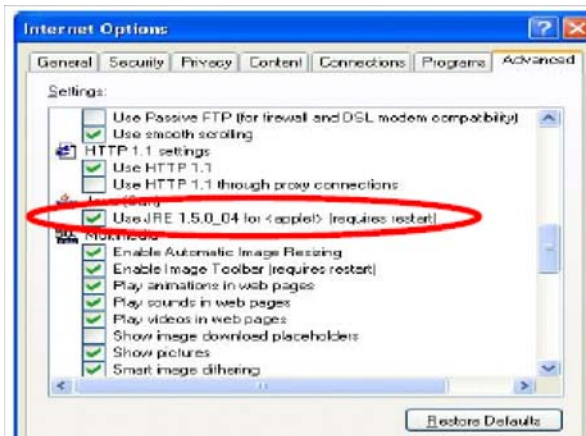 Internet Options
General Security Privacy Content Connections Programs Advanced
Settings:
Use Passive FTP (for firewall and DSL modem compatibility)
Use smooth scrolling
HTTP 1.1 settings
Use HTTP 1.1
Use HTTP 1.1 through proxy connections
Java (Sun)
Use JRE 1.5.0_04 for <applet> (requires restart)
Multimedia
Enable Automatic Image Resizing
Enable Image Toolbar (requires restart)
Play animations in web pages
Play sounds in web pages
Play videos in web pages
Show image download placeholders
Show pictures
Smart image dithering
Restore Defaults